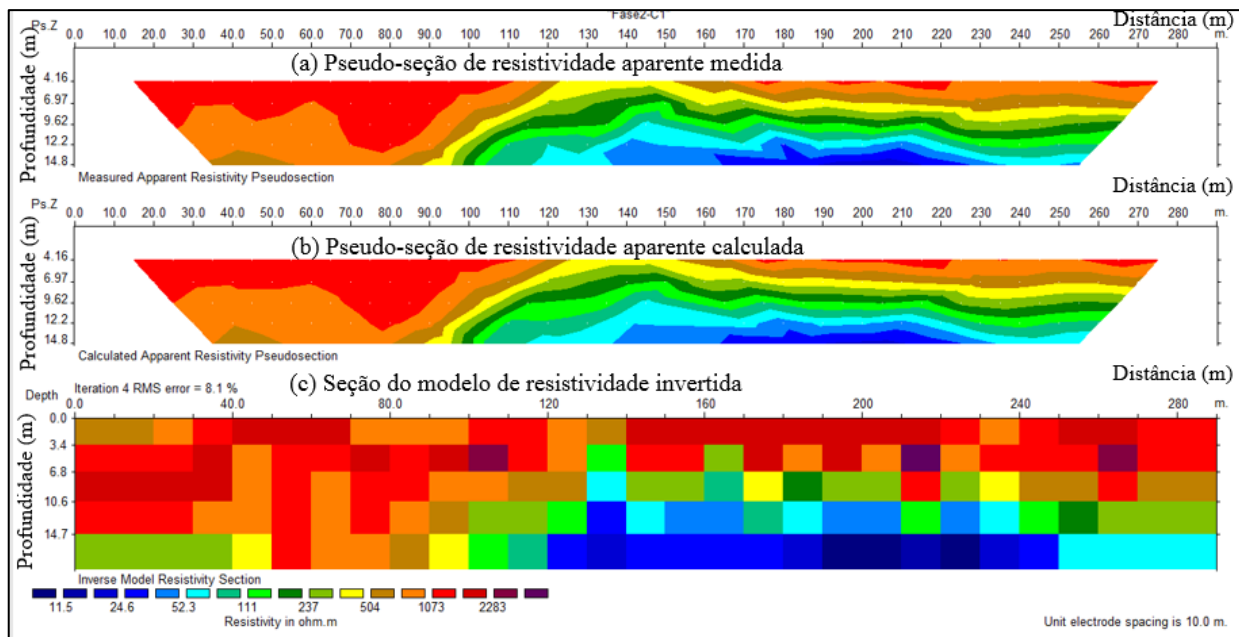 "Fase2-C1"
Distância (m)
Ps.Z
0.0 10.0 20.0 30.0 40.0 50.0 60.0 70.0 80.0 90.0 100 110 120 130 140 150 160 170 180 190 200 210 220 230 240 250 260 270 280 m.
(a) Pseudo-seção de resistividade aparente medida
Profundidade (m)
4.16
6.97
9.62
12.2
14.8
Measured Apparent Resistivity Pseudosection
Distância (m)
Ps.Z
0.0 10.0 20.0 30.0 40.0 50.0 60.0 70.0 80.0 90.0 100 110 120 130 140 150 160 170 180 190 200 210 220 230 240 250 260 270 280 m.
(b) Pseudo-seção de resistividade aparente calculada
Profundidade (m)
4.16
6.97
9.62
12.2
14.8
Calculated Apparent Resistivity Pseudosection
Distância (m)
Depth Iteration 4 RMS error = 8.1 % (c) Seção do modelo de resistividade invertida
0.0 40.0 80.0 120 160 200 240 280 m.
Profundidade (m)
0.0
3.4
6.8
10.6
14.7
Inverse Model Resistivity Section
11.5 24.6 52.3 111 237 504 1073 2283
Resistivity in ohm.m
Unit electrode spacing is 10.0 m.